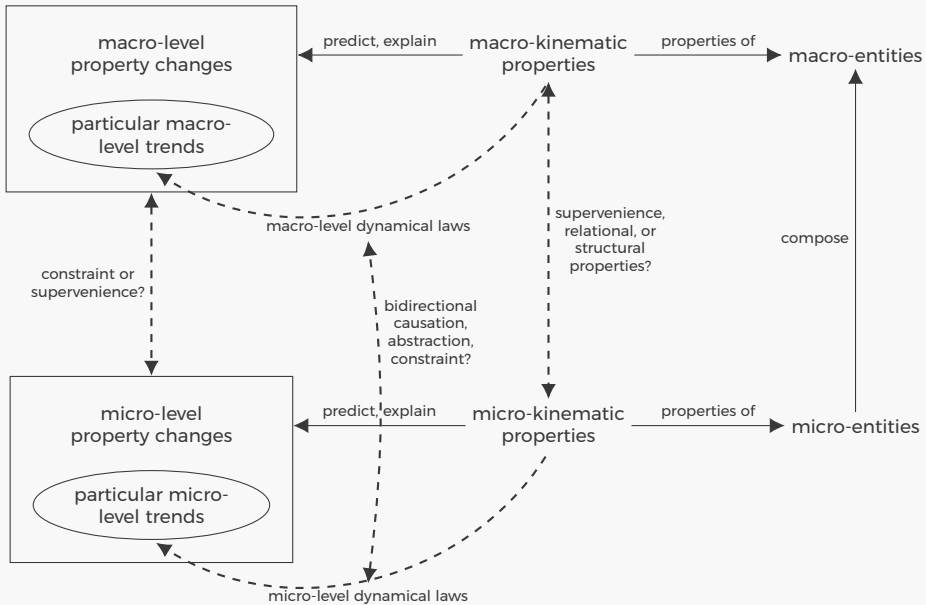 macro-level
property changes
particular macro-
level trends
predict, explain
macro-kinematic
properties
properties of
macro-entities
macro-level dynamical laws
supervenience,
relational, or
structural
properties?
compose
constraint or
supervenience?
bidirectional
causation,
abstraction,
constraint?
micro-level
property changes
particular micro-
level trends
predict, explain
micro-kinematic
properties
properties of
micro-entities
micro-level dynamical laws